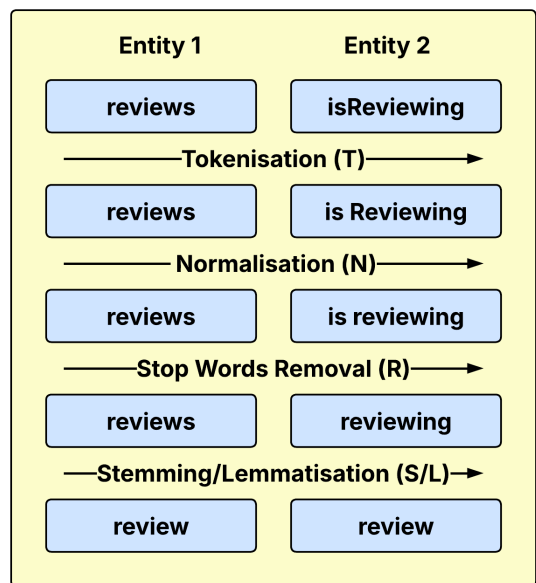 Entity 1 Entity 2
reviews isReviewing
Tokenisation (T)
reviews is Reviewing
Normalisation (N)
reviews is reviewing
Stop Words Removal (R)
reviews reviewing
Stemming/Lemmatisation (S/L)
review review